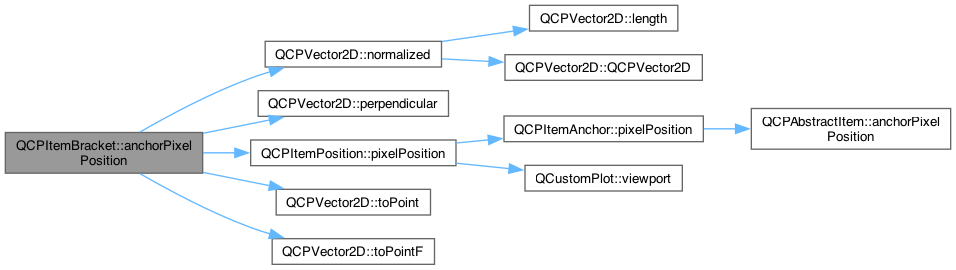 QCPItemBracket::anchorPixel
Position
QCPVector2D::normalized
QCPVector2D::length
QCPVector2D::QCPVector2D
QCPVector2D::perpendicular
QCPItemPosition::pixelPosition
QCPItemAnchor::pixelPosition
QCPAbstractItem::anchorPixel
Position
QCustomPlot::viewport
QCPVector2D::toPoint
QCPVector2D::toPointF